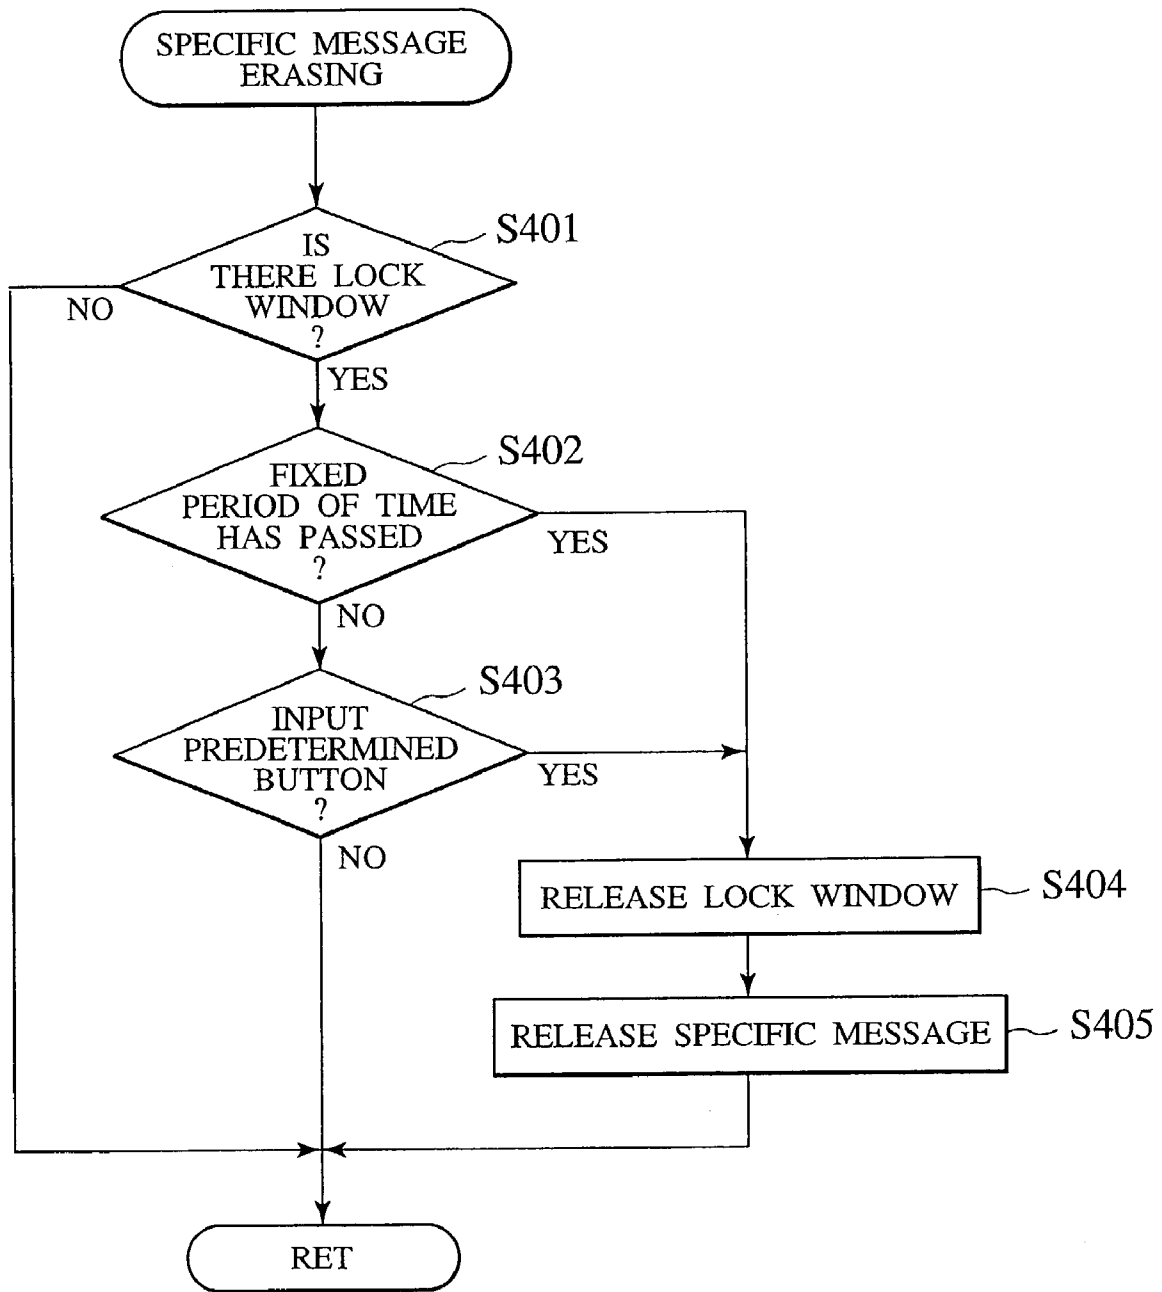 SPECIFIC MESSAGE
ERASING
S401
IS
THERE LOCK
WINDOW
?
NO
YES
S402
FIXED
PERIOD OF TIME
HAS PASSED
?
YES
NO
S403
INPUT
PREDETERMINED
BUTTON
?
YES
NO
RELEASE LOCK WINDOW
S404
RELEASE SPECIFIC MESSAGE
S405
RET